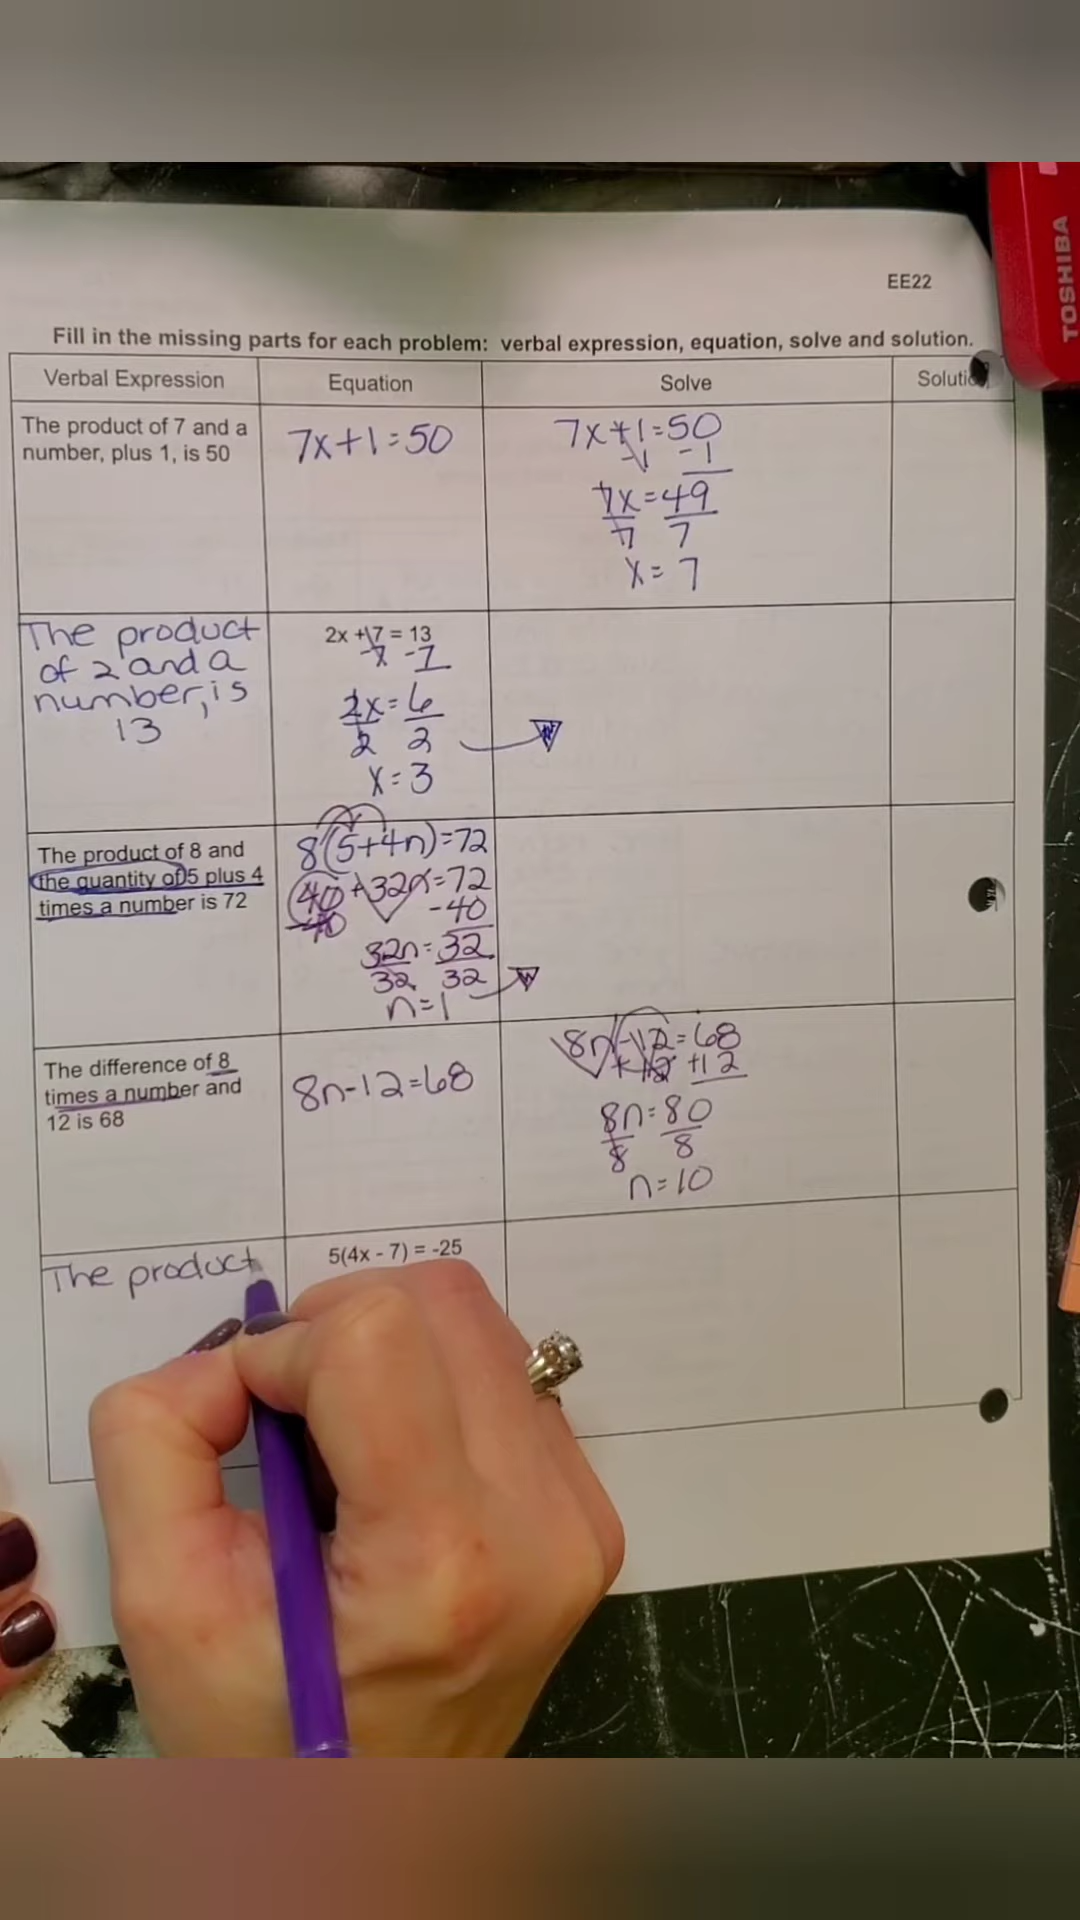 TOSHIBA
EE22
Fill in the missing parts for each problem: verbal expression, equation, solve and solution.
Verbal Expression
Equation
Solve
The product of 7 and a
number, plus 1, is 50
7x+1=50
7x+1=50
-1 -1
7x=49
7 7
x=7
The product
of 2 and a
number, is
13
2x + 7 = 13
-7 -7
2x=6
2 2
x=3
The product of 8 and
the quantity of 5 plus 4
times a number is 72
8(5+4n)=72
40+32n=72
-40 -40
32n=32
32 32
n=1
The difference of 8
times a number and
12 is 68
8n-12=68
8n-12=68
+12 +12
8n=80
8 8
n=10
The product
5(4x - 7) = -25